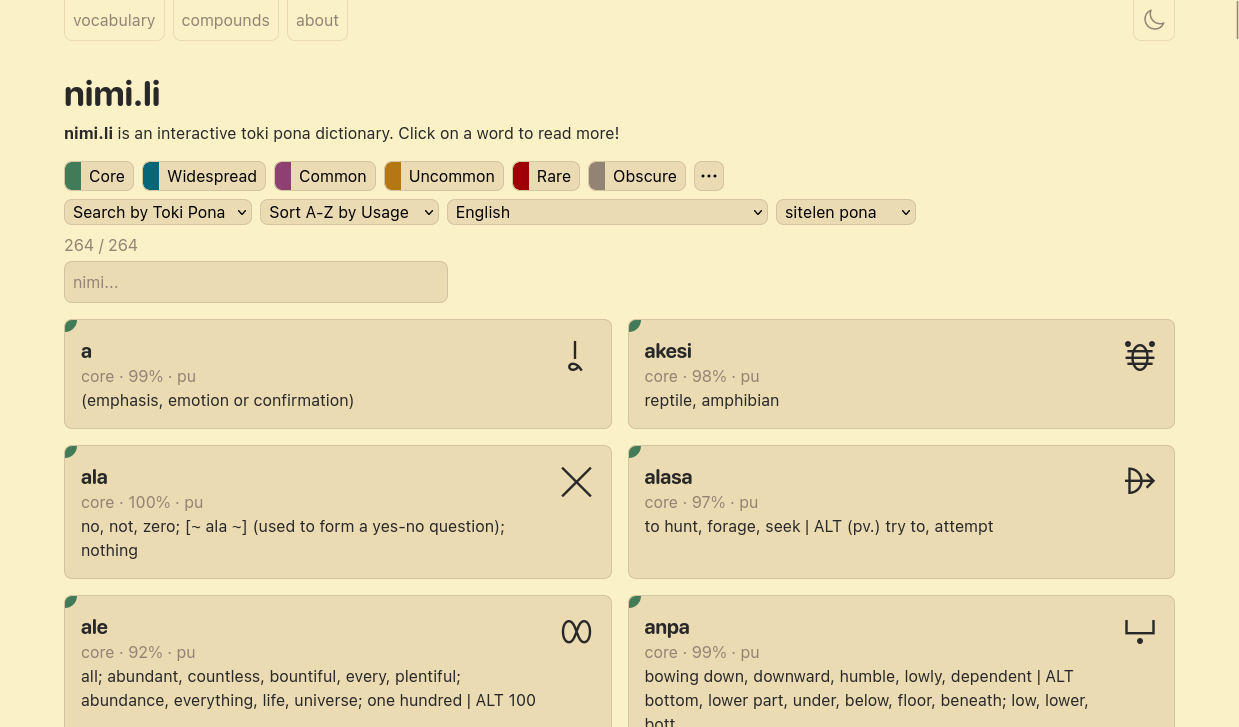 vocabulary compounds about
nimi.li
nimi.li is an interactive toki pona dictionary. Click on a word to read more!
Core Widespread Common Uncommon Rare Obscure ···
Search by Toki Pona Sort A-Z by Usage English sitelen pona
264 / 264
nimi...
a
core · 99% · pu
(emphasis, emotion or confirmation)
akesi
core · 98% · pu
reptile, amphibian
ala
core · 100% · pu
no, not, zero; [~ ala ~] (used to form a yes-no question);
nothing
alasa
core · 97% · pu
to hunt, forage, seek | ALT (pv.) try to, attempt
ale
core · 92% · pu
all; abundant, countless, bountiful, every, plentiful;
abundance, everything, life, universe; one hundred | ALT 100
anpa
core · 99% · pu
bowing down, downward, humble, lowly, dependent | ALT
bottom, lower part, under, below, floor, beneath; low, lower,